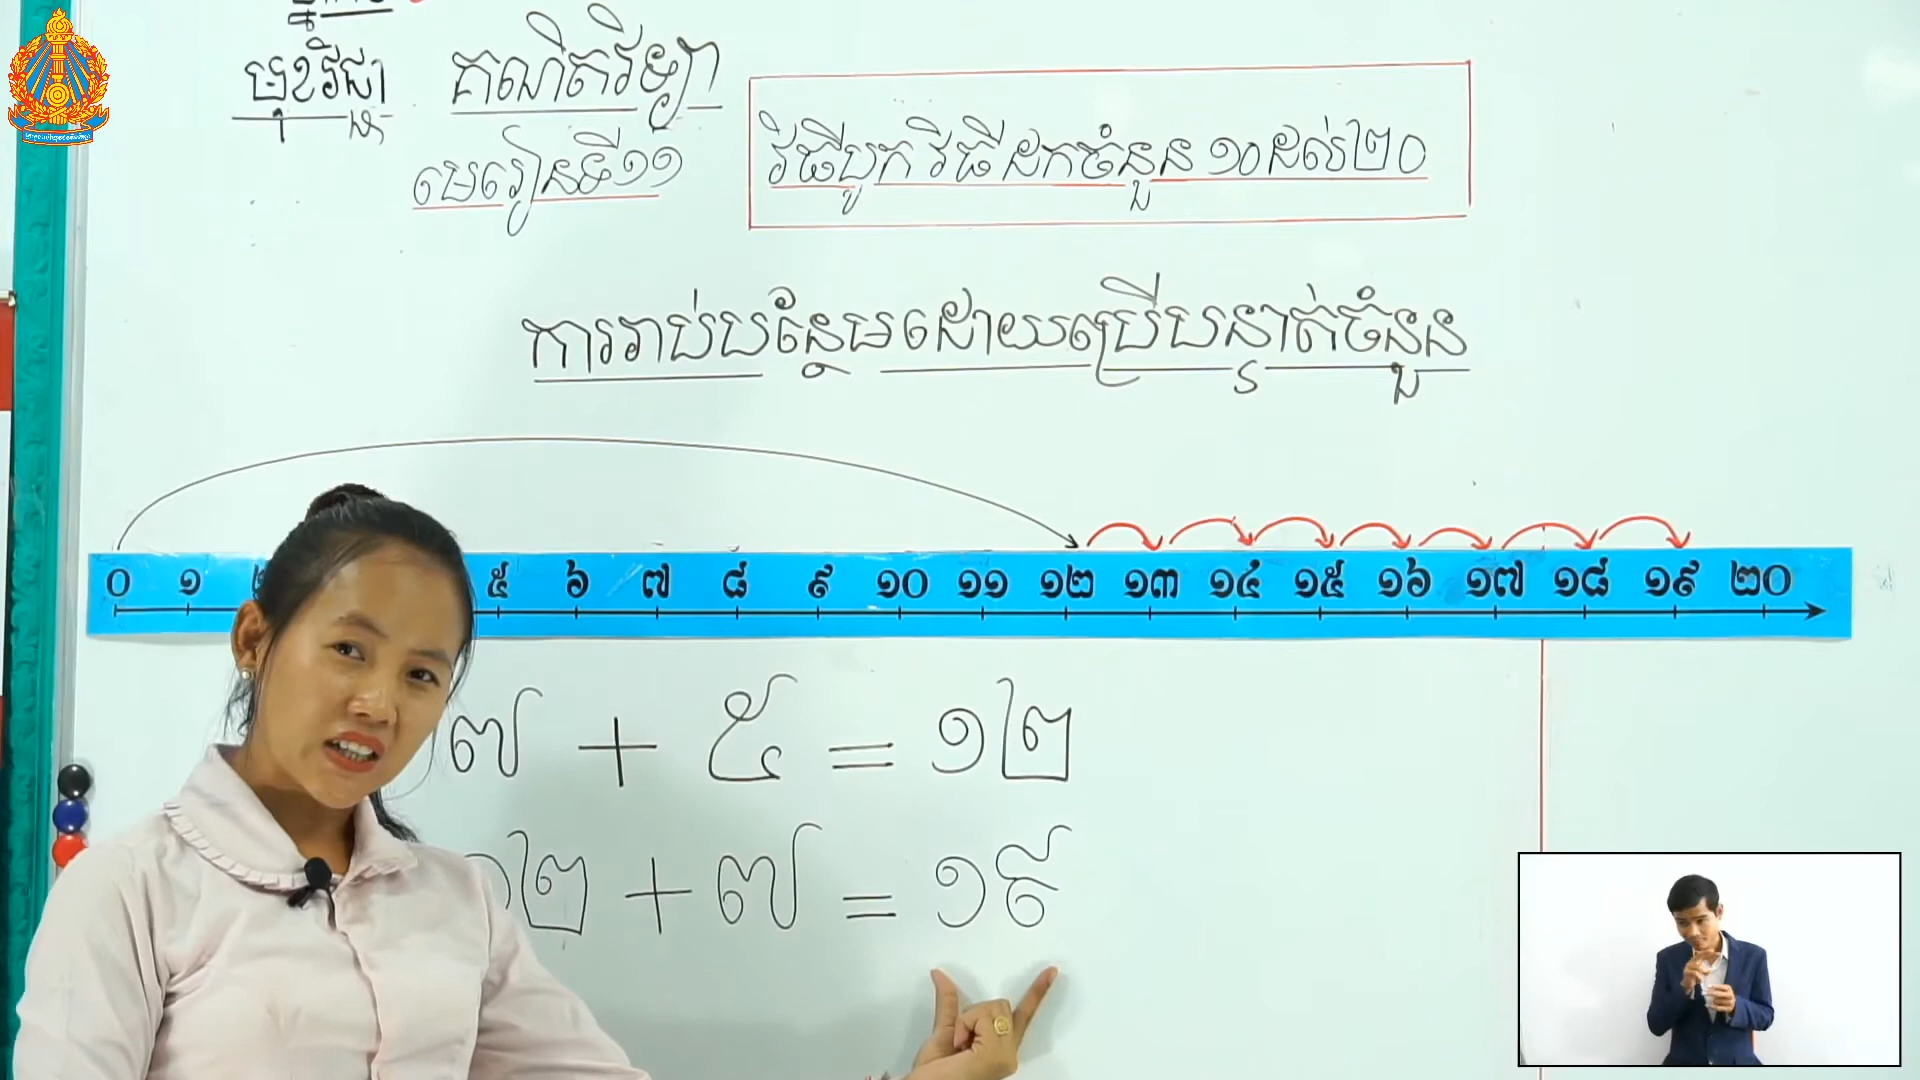 មុខវិជ្ជា គណិតវិទ្យា
មេរៀនទី១១
វិធីបូក វិធីដកចំនួន ១០ដល់២០
ការរាប់បន្ថែមដោយប្រើបន្ទាត់ចំនួន
០ ១ ៥ ៦ ៧ ៨ ៩ ១០ ១១ ១២ ១៣ ១៤ ១៥ ១៦ ១៧ ១៨ ១៩ ២០
៧ + ៥ = ១២
១២ + ៧ = ១៩